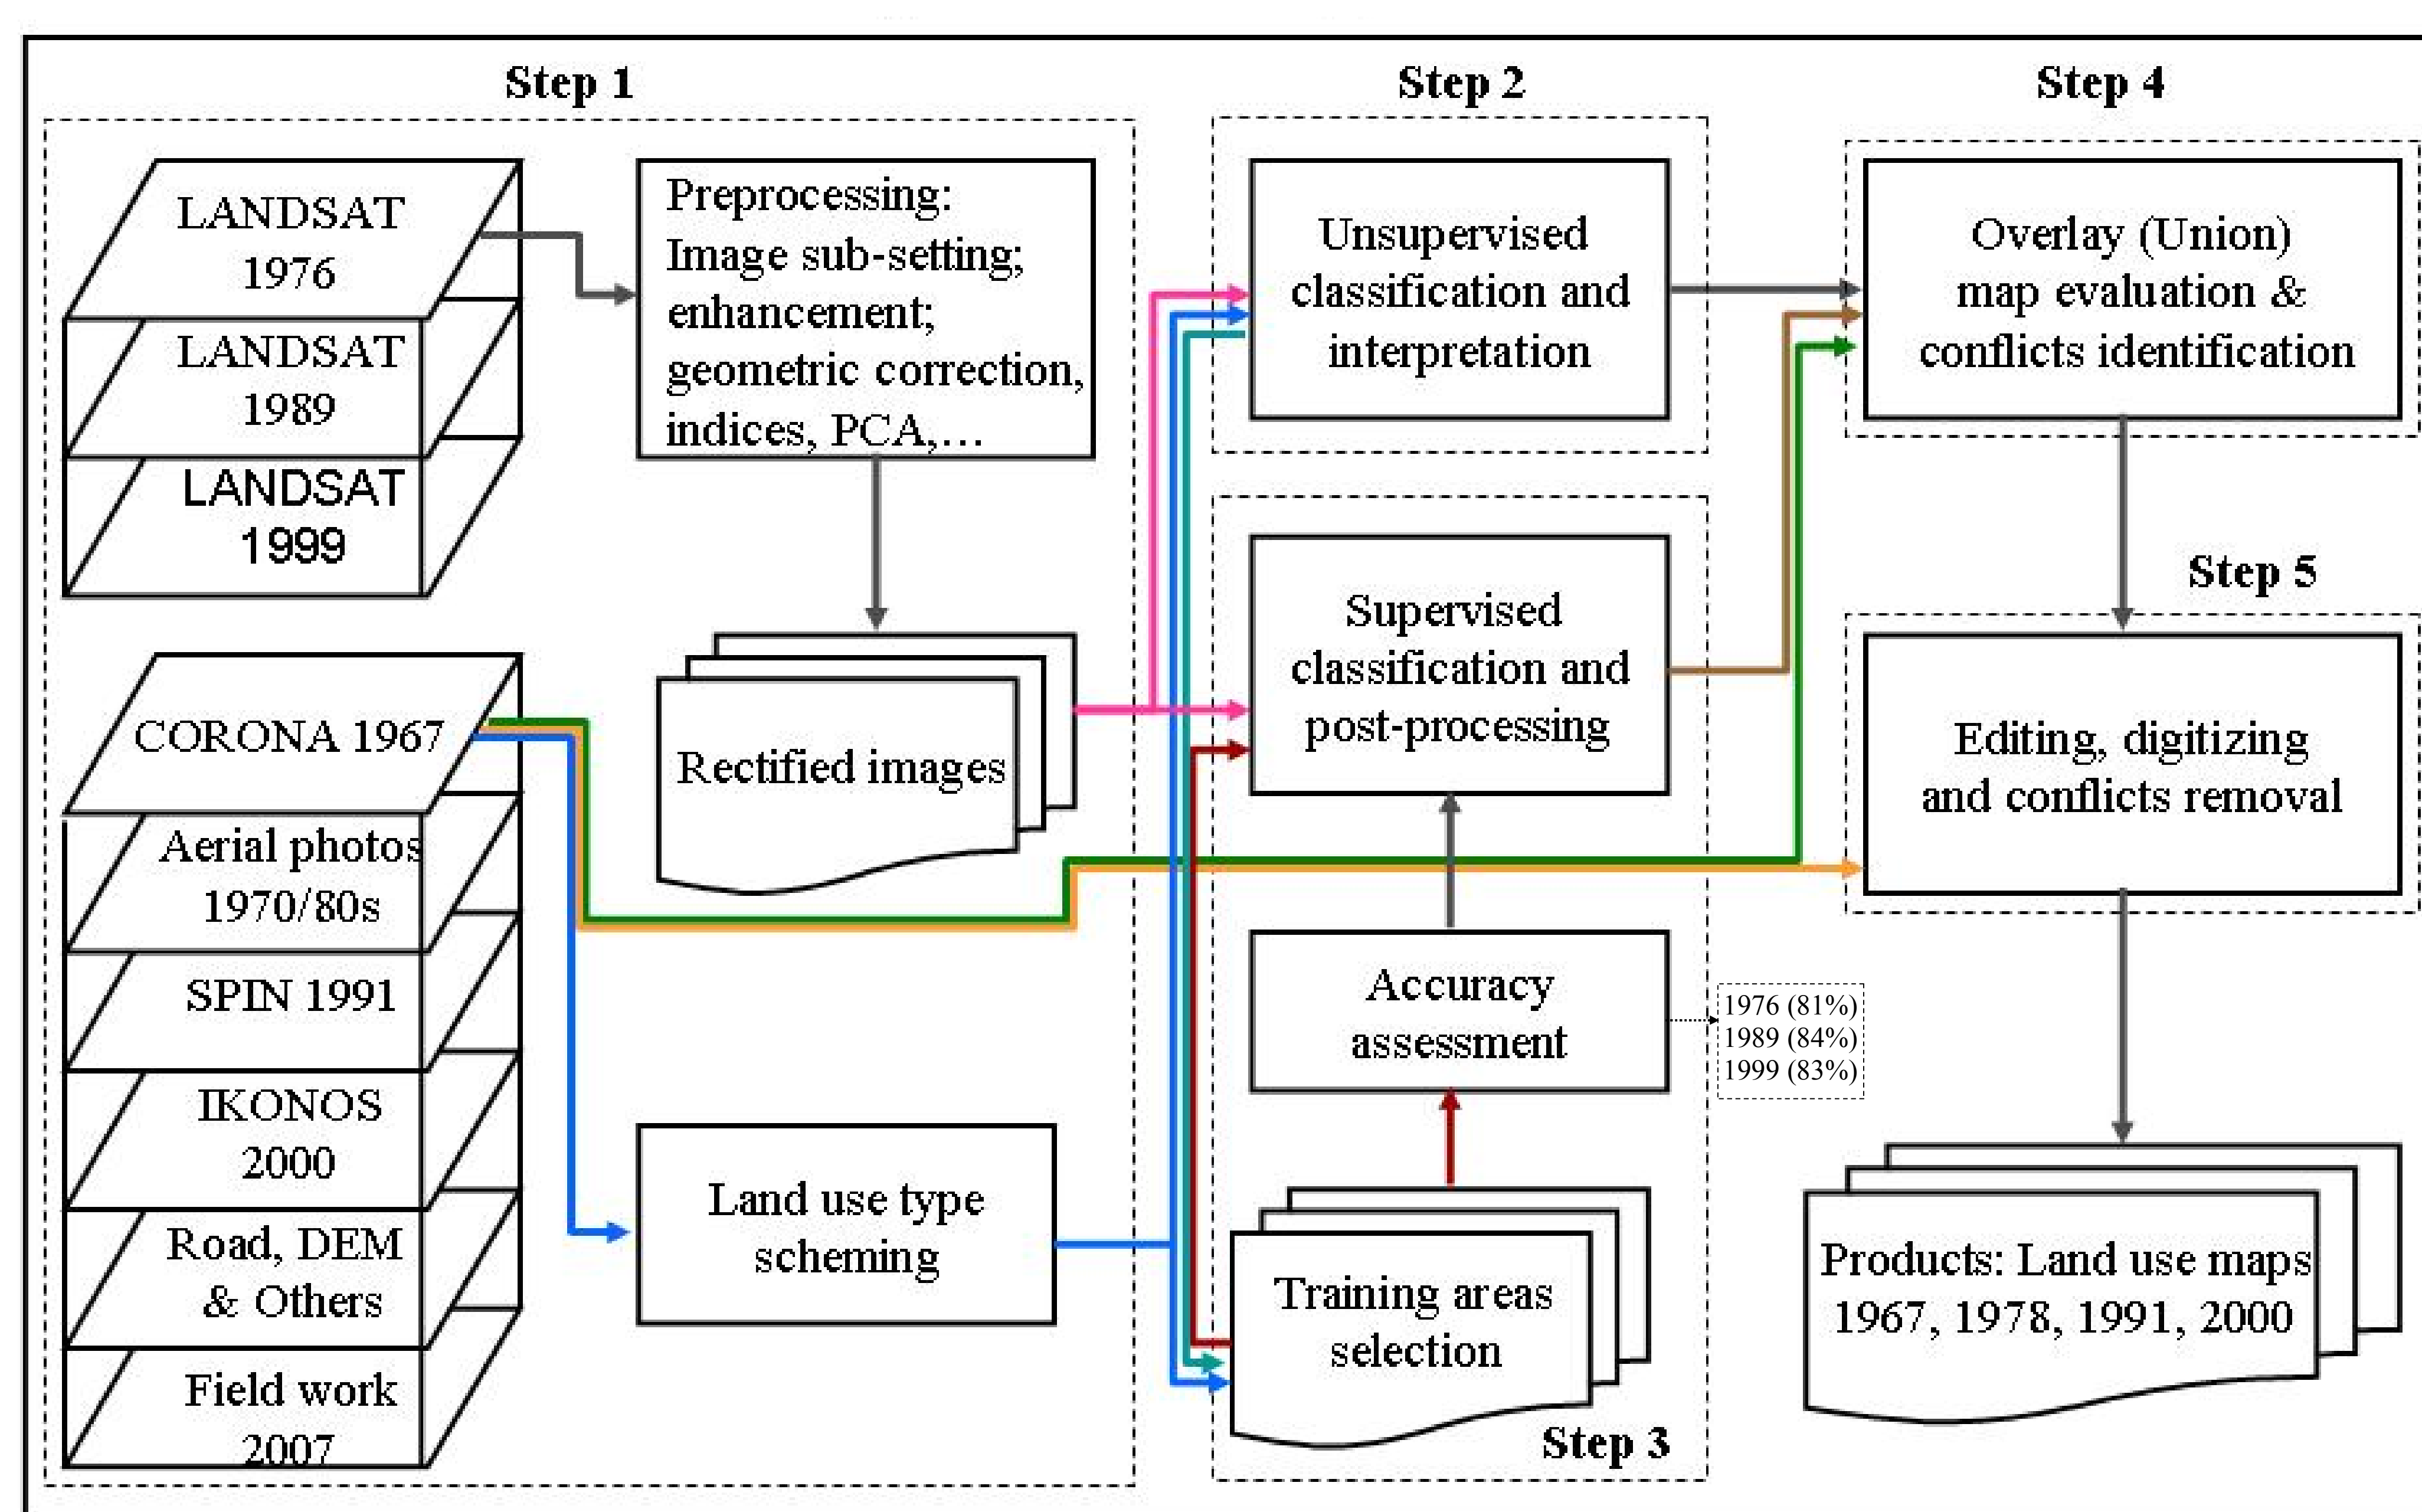 Step 1
LANDSAT
1976
LANDSAT
1989
LANDSAT
1999
Preprocessing:
Image sub-setting;
enhancement;
geometric correction,
indices, PCA,…
Rectified images
CORONA 1967
Aerial photos
1970/80s
SPIN 1991
IKONOS
2000
Road, DEM
& Others
Field work
2007
Land use type
scheming
Step 2
Unsupervised
classification and
interpretation
Supervised
classification and
post-processing
Accuracy
assessment
1976 (81%)
1989 (84%)
1999 (83%)
Training areas
selection
Step 3
Step 4
Overlay (Union)
map evaluation &
conflicts identification
Step 5
Editing, digitizing
and conflicts removal
Products: Land use maps
1967, 1978, 1991, 2000